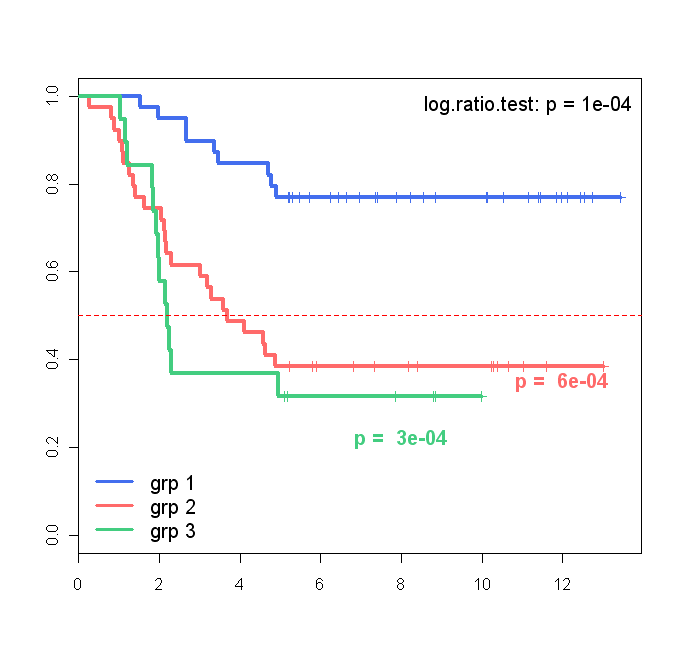 log.ratio.test: p = 1e-04
1.0
0.8
0.6
0.4
0.2
0.0
p = 6e-04
p = 3e-04
grp 1
grp 2
grp 3
0 2 4 6 8 10 12